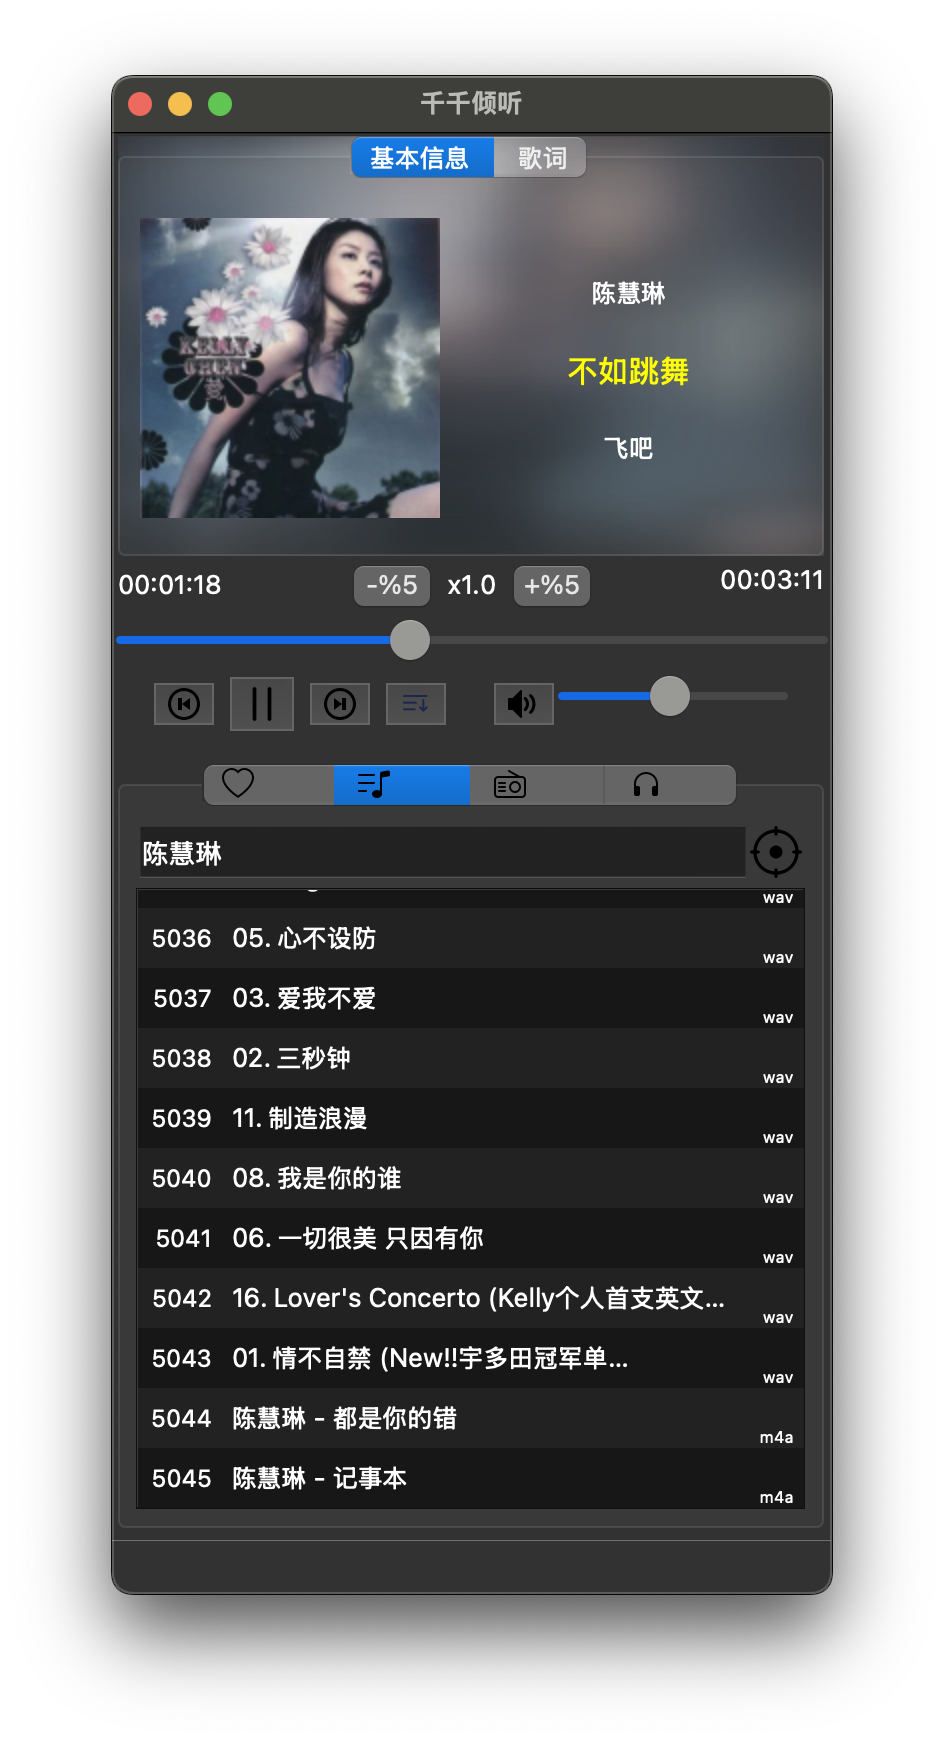 千千倾听
基本信息 歌词
KELLY
CHEN
陈慧琳
不如跳舞
飞吧
00:01:18 -%5 x1.0 +%5 00:03:11
陈慧琳
wav
5036 05. 心不设防 wav
5037 03. 爱我不爱 wav
5038 02. 三秒钟 wav
5039 11. 制造浪漫 wav
5040 08. 我是你的谁 wav
5041 06. 一切很美 只因有你 wav
5042 16. Lover's Concerto (Kelly个人首支英文... wav
5043 01. 情不自禁 (New!!宇多田冠军单... wav
5044 陈慧琳 - 都是你的错 m4a
5045 陈慧琳 - 记事本 m4a